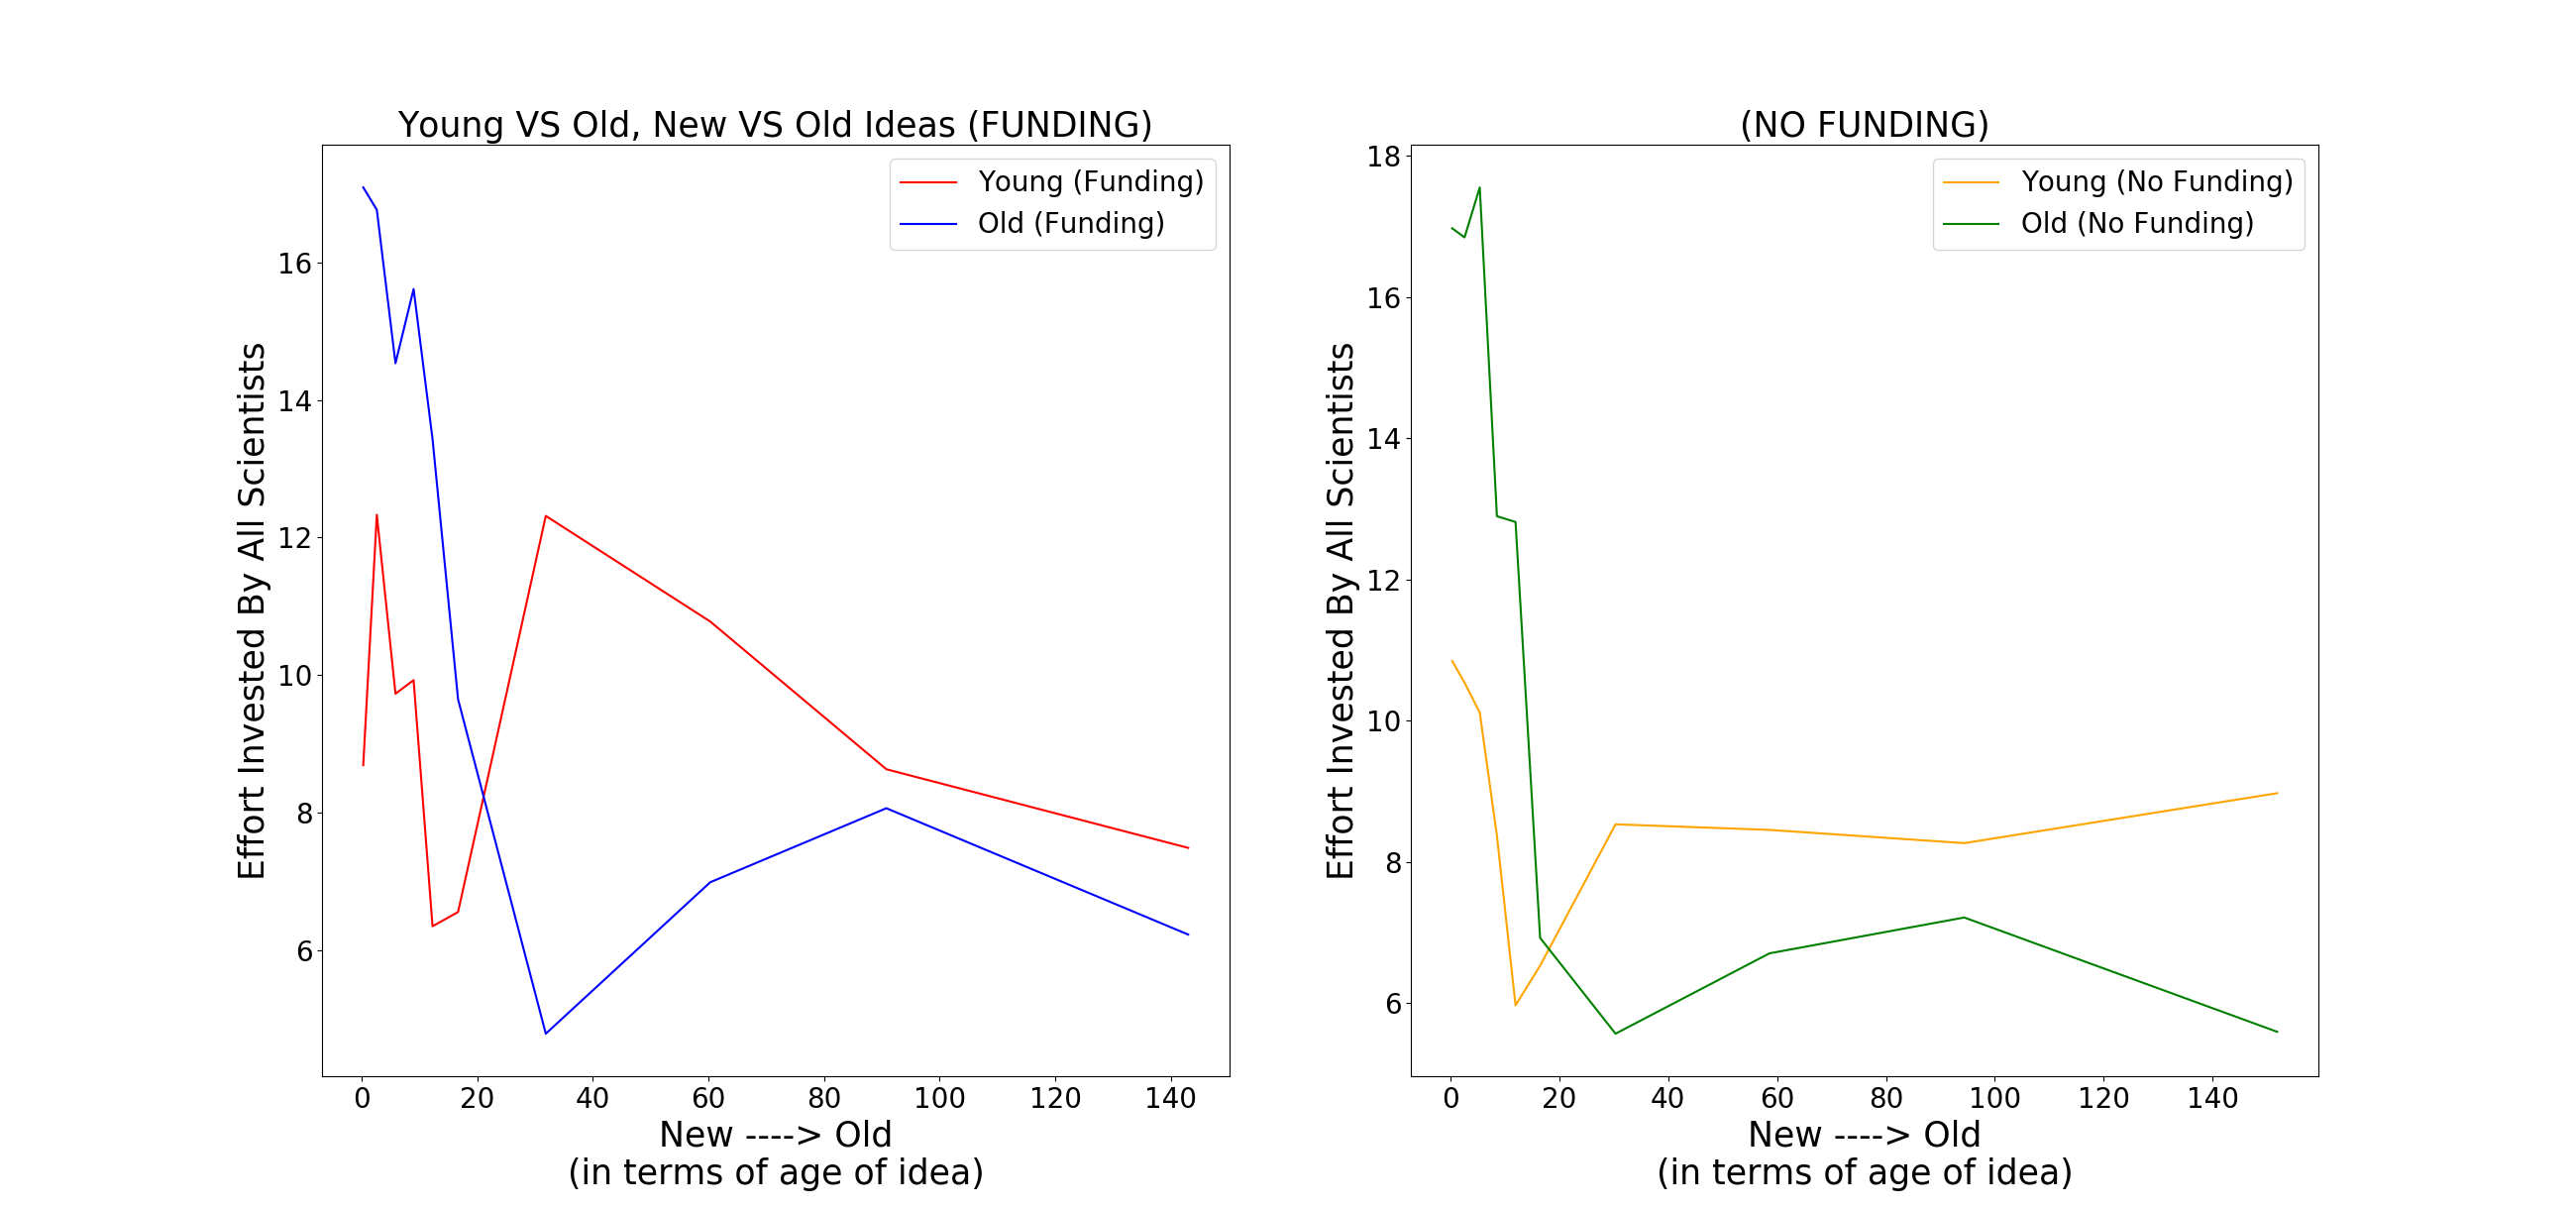 Young VS Old, New VS Old Ideas (FUNDING)
Young (Funding)
Old (Funding)
16
14
12
10
8
6
Effort Invested By All Scientists
0 20 40 60 80 100 120 140
New ----> Old
(in terms of age of idea)
(NO FUNDING)
Young (No Funding)
Old (No Funding)
18
16
14
12
10
8
6
Effort Invested By All Scientists
0 20 40 60 80 100 120 140
New ----> Old
(in terms of age of idea)